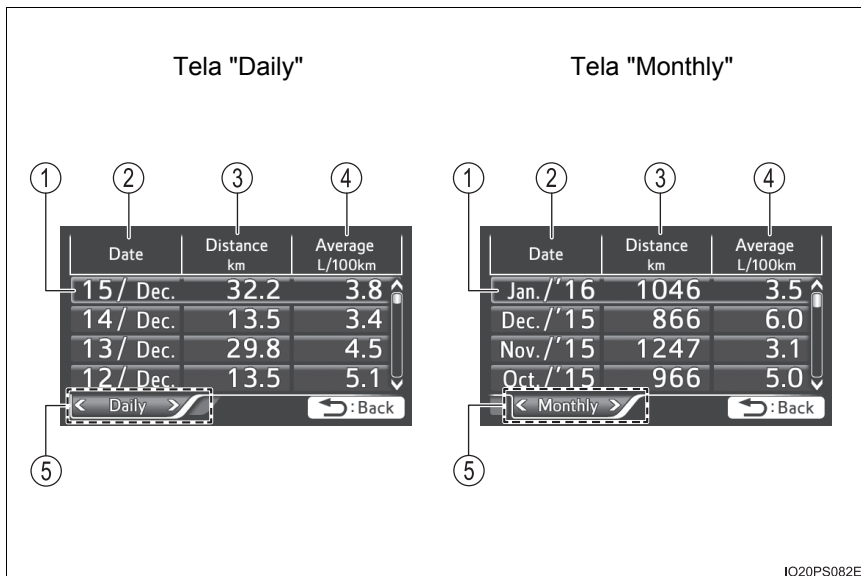 Tela "Daily"
1 2 3 4
Date Distance km Average L/100km
15/ Dec. 32.2 3.8
14/ Dec. 13.5 3.4
13/ Dec. 29.8 4.5
12/ Dec. 13.5 5.1
< Daily > : Back
5
Tela "Monthly"
1 2 3 4
Date Distance km Average L/100km
Jan./'16 1046 3.5
Dec./'15 866 6.0
Nov./'15 1247 3.1
Oct./'15 966 5.0
< Monthly > : Back
5
IO20PS082E